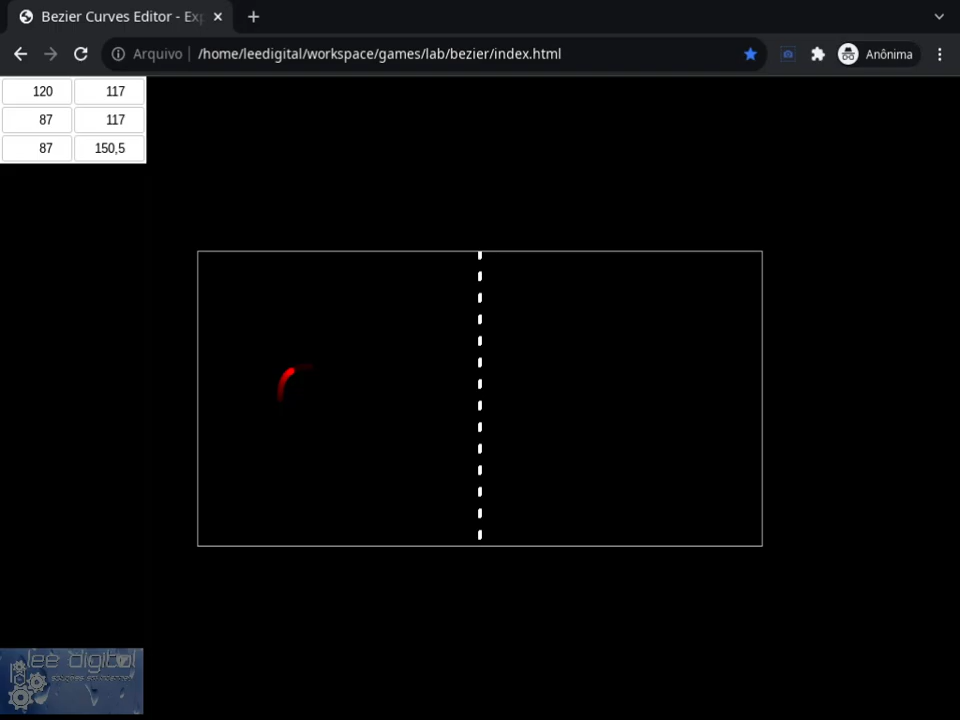 Bezier Curves Editor - Exp
Arquivo /home/leedigital/workspace/games/lab/bezier/index.html Anônima
120 117
87 117
87 150,5
lee digital